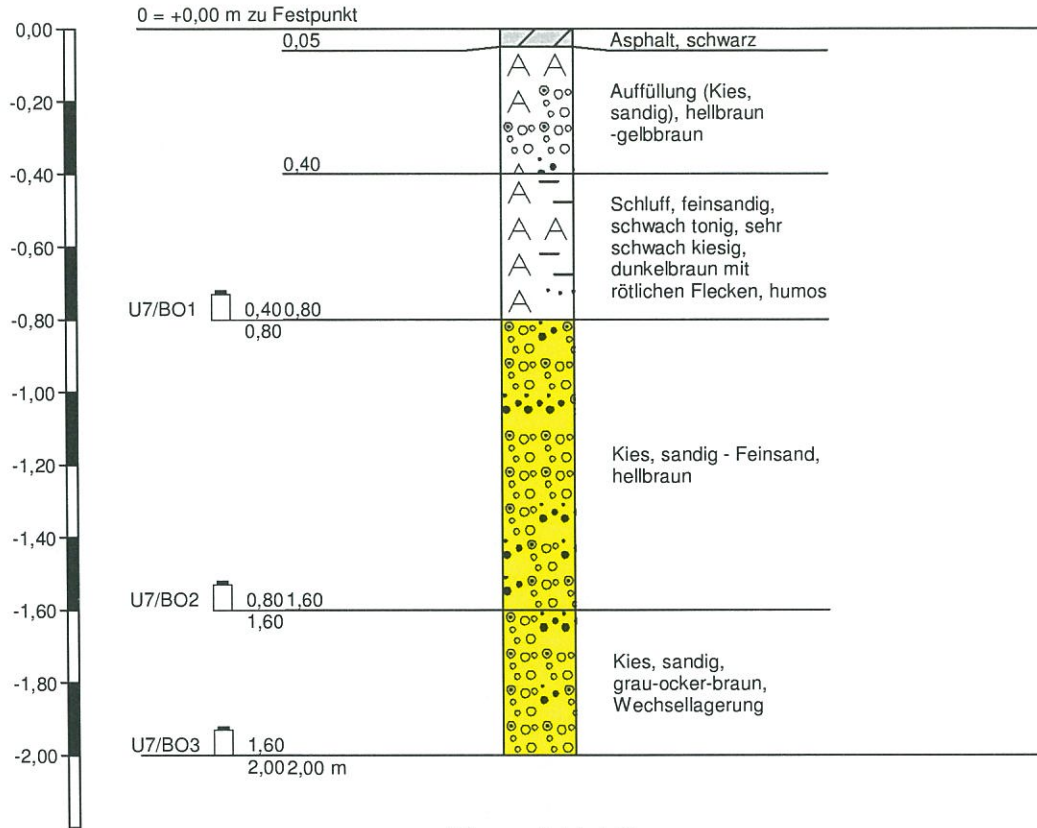 0 = +0,00 m zu Festpunkt
0,00
0,05
Asphalt, schwarz
-0,20
Auffüllung (Kies,
sandig), hellbraun
-gelbbraun
0,40
-0,40
Schluff, feinsandig,
schwach tonig, sehr
schwach kiesig,
dunkelbraun mit
rötlichen Flecken, humos
-0,60
U7/BO1
0,40 0,80
0,80
-0,80
-1,00
Kies, sandig - Feinsand,
hellbraun
-1,20
-1,40
U7/BO2
0,80 1,60
1,60
-1,60
Kies, sandig,
grau-ocker-braun,
Wechsellagerung
-1,80
U7/BO3
1,60
2,00 2,00 m
-2,00